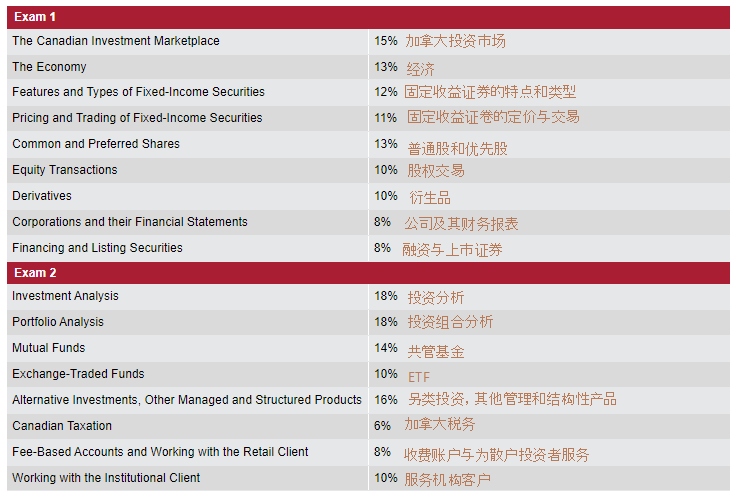 Exam 1
The Canadian Investment Marketplace 15% 加拿大投资市场
The Economy 13% 经济
Features and Types of Fixed-Income Securities 12% 固定收益证券的特点和类型
Pricing and Trading of Fixed-Income Securities 11% 固定收益证卷的定价与交易
Common and Preferred Shares 13% 普通股和优先股
Equity Transactions 10% 股权交易
Derivatives 10% 衍生品
Corporations and their Financial Statements 8% 公司及其财务报表
Financing and Listing Securities 8% 融资与上市证券
Exam 2
Investment Analysis 18% 投资分析
Portfolio Analysis 18% 投资组合分析
Mutual Funds 14% 共管基金
Exchange-Traded Funds 10% ETF
Alternative Investments, Other Managed and Structured Products 16% 另类投资,其他管理和结构性产品
Canadian Taxation 6% 加拿大税务
Fee-Based Accounts and Working with the Retail Client 8% 收费账户与为散户投资者服务
Working with the Institutional Client 10% 服务机构客户